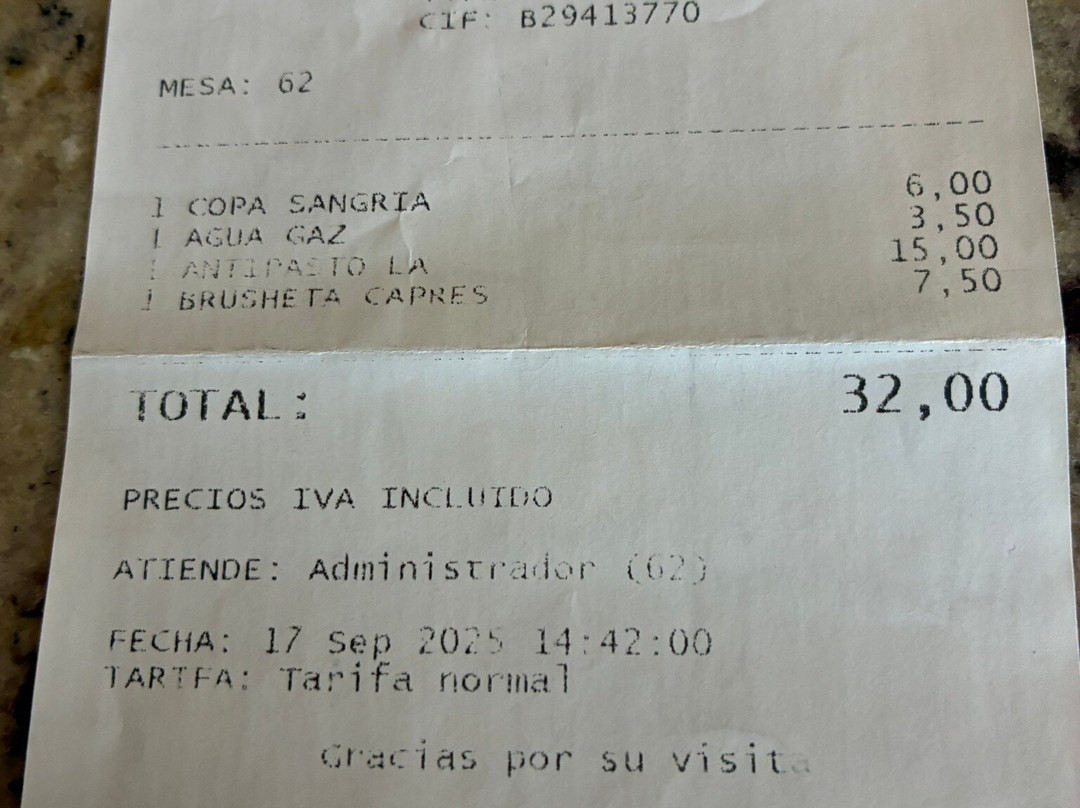 CIF: B29413770
MESA: 62
1 COPA SANGRIA 6,00
1 AGUA GAZ 3,50
1 ANTIPASTO LA 15,00
1 BRUSHETA CAPRES 7,50
TOTAL: 32,00
PRECIOS IVA INCLUIDO
ATIENDE: Administrador (62)
FECHA: 17 Sep 2025 14:42:00
TARIFA: Tarifa normal
Gracias por su visita